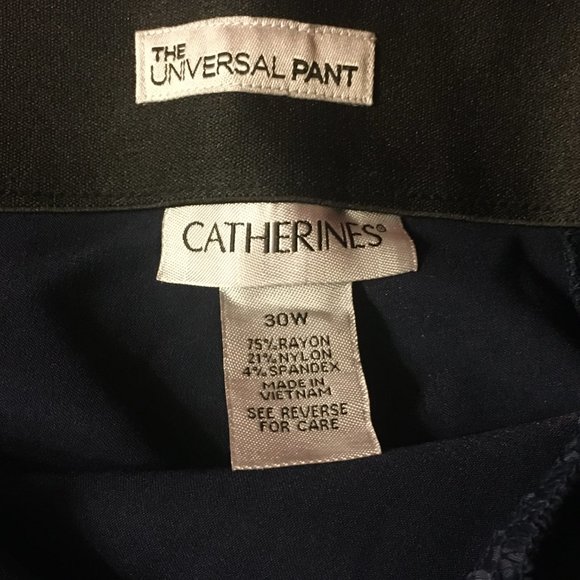 THE
UNIVERSAL PANT
CATHERINES®
30W
75% RAYON
21% NYLON
4% SPANDEX
MADE IN
VIETNAM
SEE REVERSE
FOR CARE